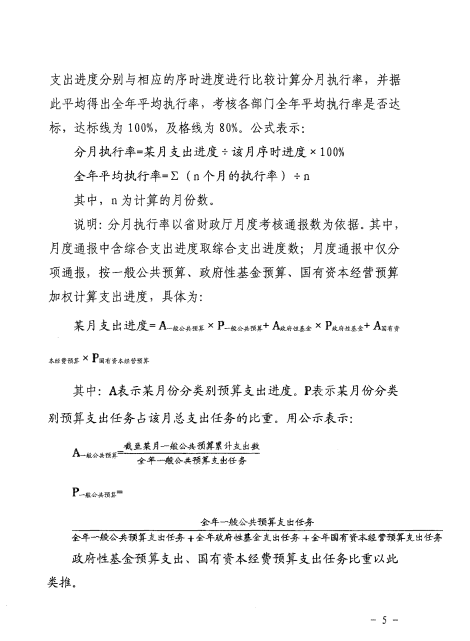 支出进度分别与相应的序时进度进行比较计算分月执行率，并据
此平均得出全年平均执行率，考核各部门全年平均执行率是否达
标，达标线为 100%，及格线为 80%。公式表示：
分月执行率=某月支出进度÷该月序时进度×100%
全年平均执行率=Σ（n 个月的执行率）÷n
其中，n 为计算的月份数。
说明：分月执行率以省财政厅月度考核通报数为依据。其中，
月度通报中含综合支出进度取综合支出进度数；月度通报中仅分
项通报，按一般公共预算、政府性基金预算、国有资本经营预算
加权计算支出进度，具体为：
某月支出进度= A一般公共预算×P一般公共预算+ A政府性基金×P政府性基金+ A国有资
本经费预算×P国有资本经营预算
其中：A表示某月份分类别预算支出进度。P表示某月份分类
别预算支出任务占该月总支出任务的比重。用公示表示：
截至某月一般公共预算累计支出数
A一般公共预算=
全年一般公共预算支出任务
P一般公共预算=
全年一般公共预算支出任务
全年一般公共预算支出任务+全年政府性基金支出任务+全年国有资本经营预算支出任务
政府性基金预算支出、国有资本经费预算支出任务比重以此
类推。
- 5 -